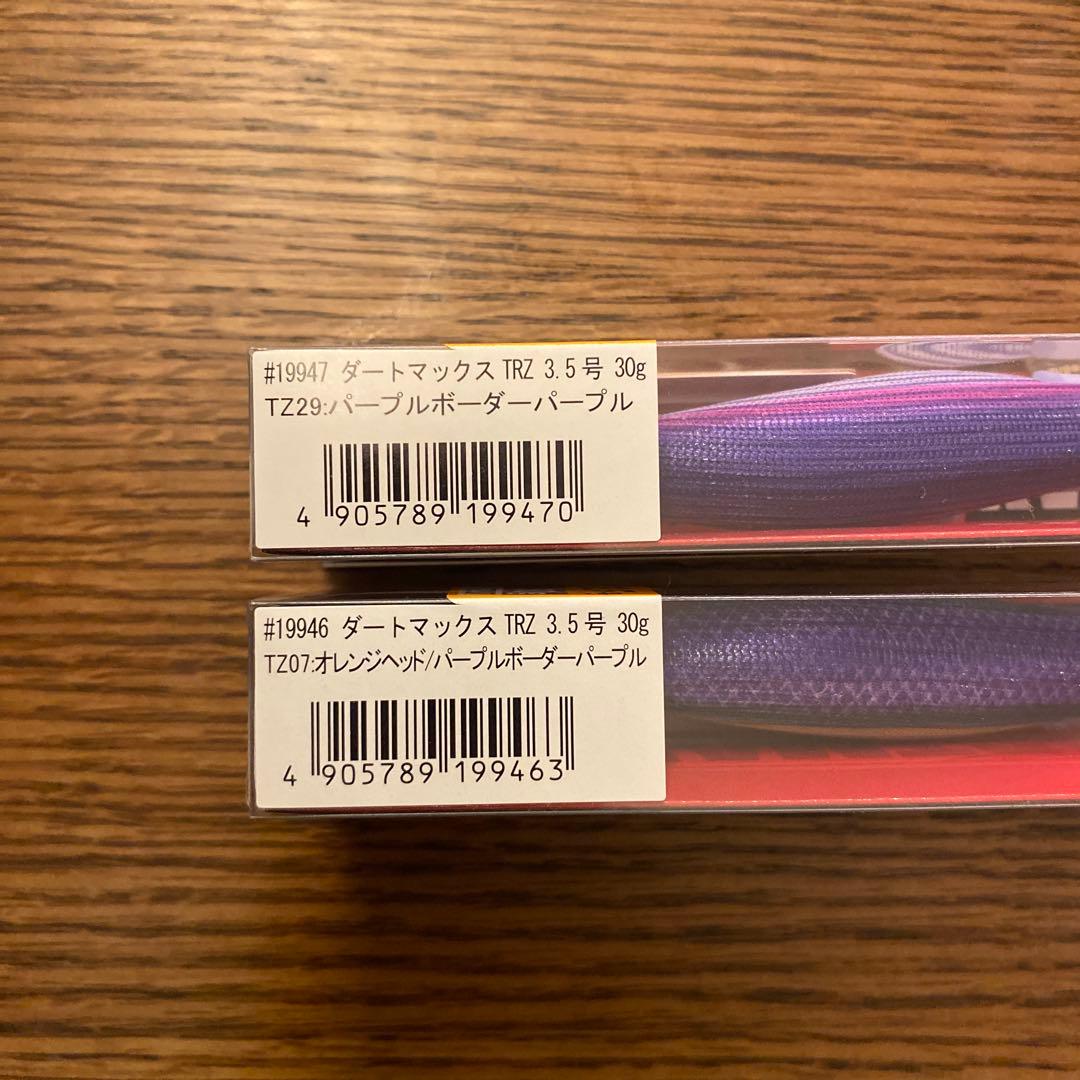 #19947 ダートマックス TRZ 3.5号 30g
TZ29:パープルボーダーパープル
4 905789 199470
#19946 ダートマックス TRZ 3.5号 30g
TZ07:オレンジヘッド/パープルボーダーパープル
4 905789 199463